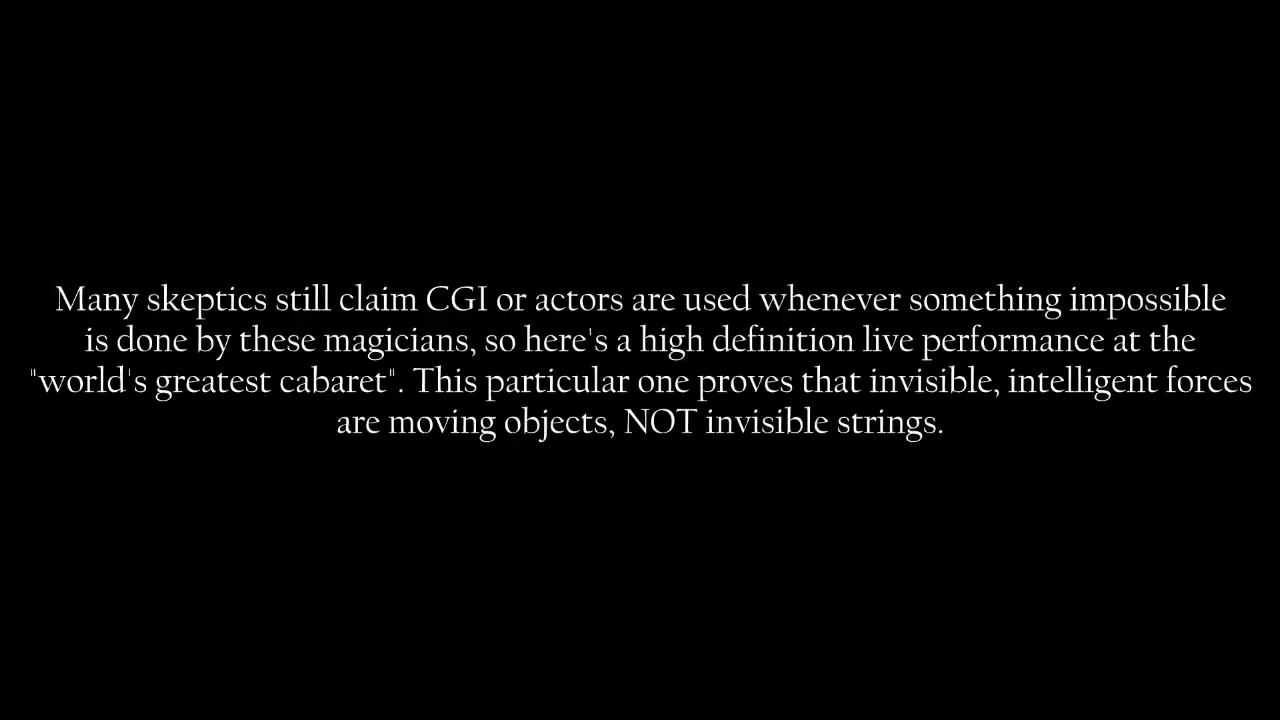 Many skeptics still claim CGI or actors are used whenever something impossible
is done by these magicians, so here's a high definition live performance at the
"world's greatest cabaret". This particular one proves that invisible, intelligent forces
are moving objects, NOT invisible strings.